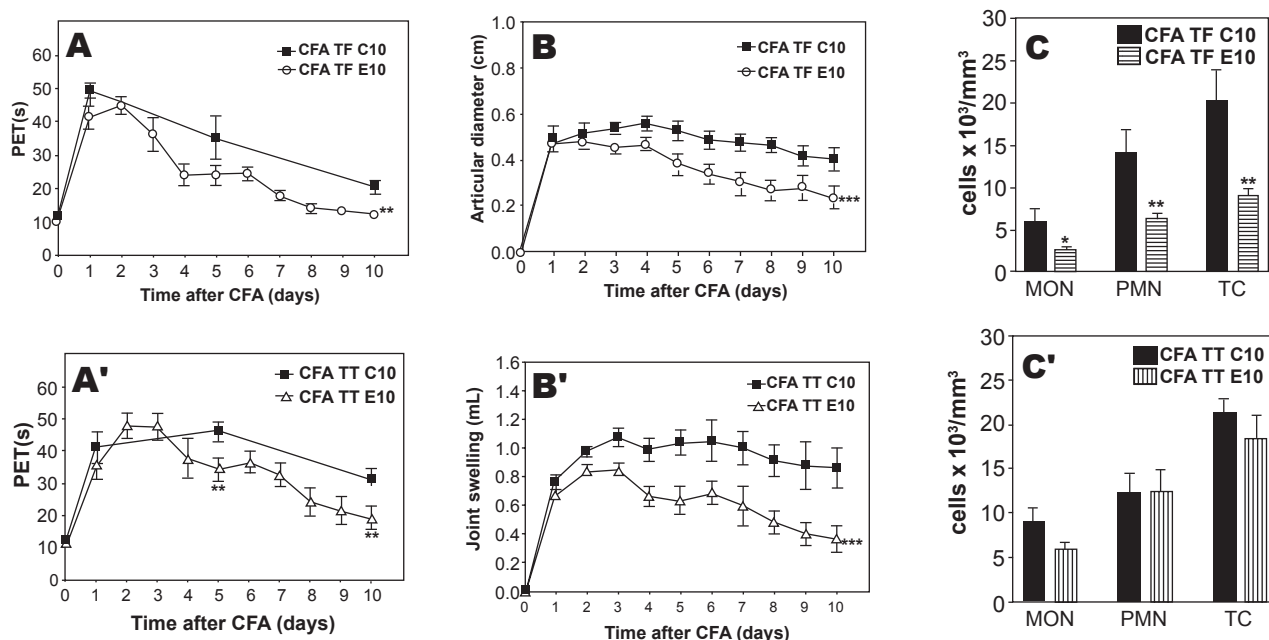 A
CFA TF C10
CFA TF E10
PET(s)
60
50
40
30
20
10
0
**
0 1 2 3 4 5 6 7 8 9 10
Time after CFA (days)
B
CFA TF C10
CFA TF E10
Articular diameter (cm)
1.0
0.8
0.6
0.4
0.2
0.0
***
0 1 2 3 4 5 6 7 8 9 10
Time after CFA (days)
C
CFA TF C10
CFA TF E10
cells x 10³/mm³
30
25
20
15
10
5
0
* ** **
MON PMN TC
A'
CFA TT C10
CFA TT E10
PET(s)
60
50
40
30
20
10
0
**
**
0 1 2 3 4 5 6 7 8 9 10
Time after CFA (days)
B'
CFA TT C10
CFA TT E10
Joint swelling (mL)
1.6
1.4
1.2
1.0
0.8
0.6
0.4
0.2
0.0
***
0 1 2 3 4 5 6 7 8 9 10
Time after CFA (days)
C'
CFA TT C10
CFA TT E10
cells x 10³/mm³
30
25
20
15
10
5
0
MON PMN TC